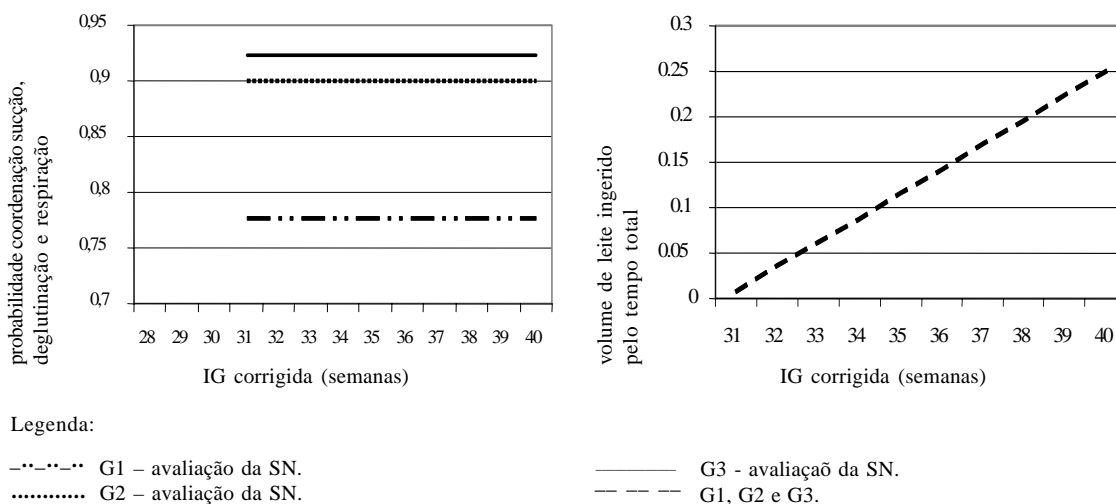 probabilidade coordenação sucção,
deglutinação e respiração
0,95
0,9
0,85
0,8
0,75
0,7
28 29 30 31 32 33 34 35 36 37 38 39 40
IG corrigida (semanas)
volume de leite ingerido
pelo tempo total
0.3
0.25
0.2
0.15
0.1
0.05
0
31 32 33 34 35 36 37 38 39 40
IG corrigida (semanas)
Legenda:
G1 – avaliação da SN.
G2 – avaliação da SN.
G3 - avaliaçaõ da SN.
G1, G2 e G3.